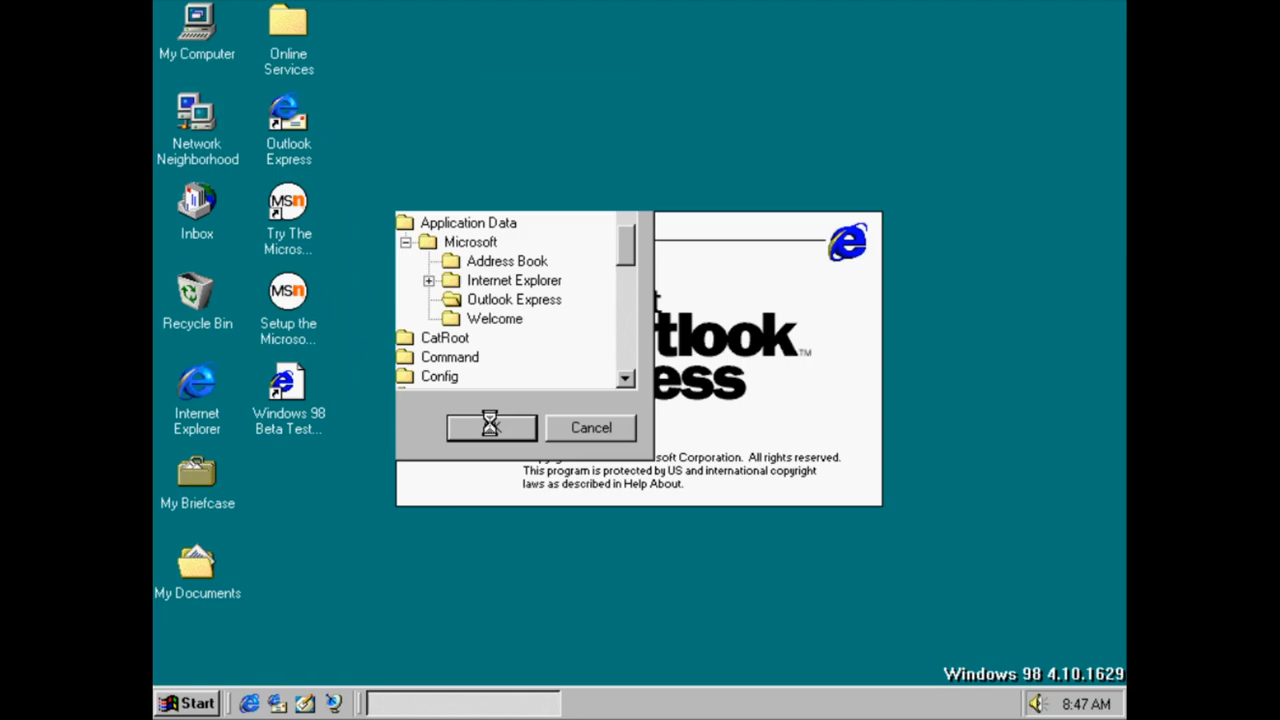 My Computer
Online
Services
Network
Neighborhood
Outlook
Express
Inbox
MSn
Try The
Micros...
Recycle Bin
MSn
Setup the
Microso...
Internet
Explorer
Windows 98
Beta Test...
My Briefcase
My Documents
Application Data
Microsoft
Address Book
Internet Explorer
Outlook Express
Welcome
CatRoot
Command
Config
Cancel
tlook™
ess
soft Corporation. All rights reserved.
This program is protected by US and international copyright
laws as described in Help About.
Windows 98 4.10.1629
Start
8:47 AM